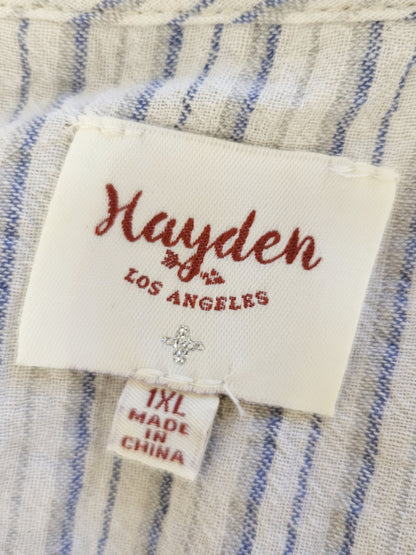 Hayden
LOS ANGELES
1XL
MADE
IN
CHINA